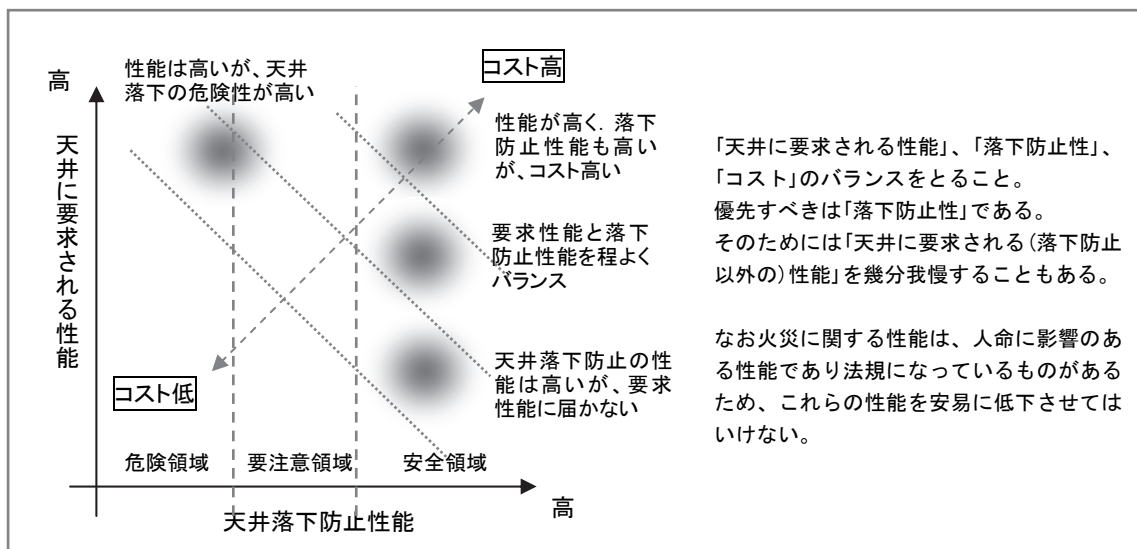 高
天井に要求される性能
性能は高いが、天井
落下の危険性が高い
コスト高
性能が高く．落下
防止性能も高い
が、コスト高い
要求性能と落下
防止性能を程よく
バランス
天井落下防止の性
能は高いが、要求
性能に届かない
コスト低
危険領域
要注意領域
安全領域
高
天井落下防止性能
「天井に要求される性能」、「落下防止性」、
「コスト」のバランスをとること。
優先すべきは「落下防止性」である。
そのためには「天井に要求される（落下防止
以外の）性能」を幾分我慢することもある。
なお火災に関する性能は、人命に影響のあ
る性能であり法規になっているものがある
ため、これらの性能を安易に低下させては
いけない。